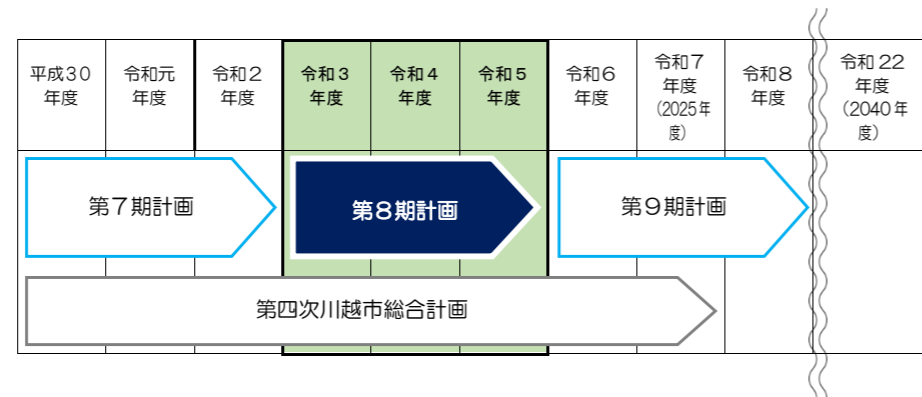 平成30
年度
令和元
年度
令和2
年度
令和3
年度
令和4
年度
令和5
年度
令和6
年度
令和7
年度
（2025年
度）
令和8
年度
令和22
年度
（2040年
度）
第7期計画
第8期計画
第9期計画
第四次川越市総合計画